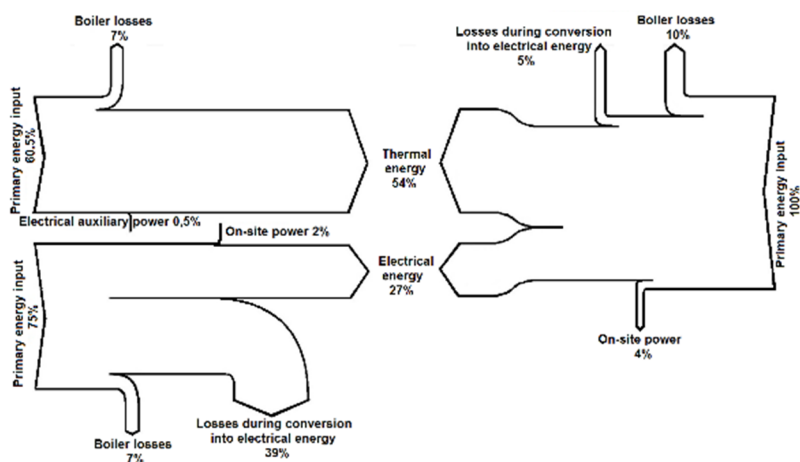 Boiler losses
7%
Losses during conversion
into electrical energy
5%
Boller losses
10%
Primary energy input
60.5%
Thermal
energy
54%
Primary energy input
100%
Electrical auxiliary power 0,5%
On-site power 2%
Electrical
energy
27%
Primary energy input
75%
On-site power
4%
Boiler losses
7%
Losses during conversion
into electrical energy
39%